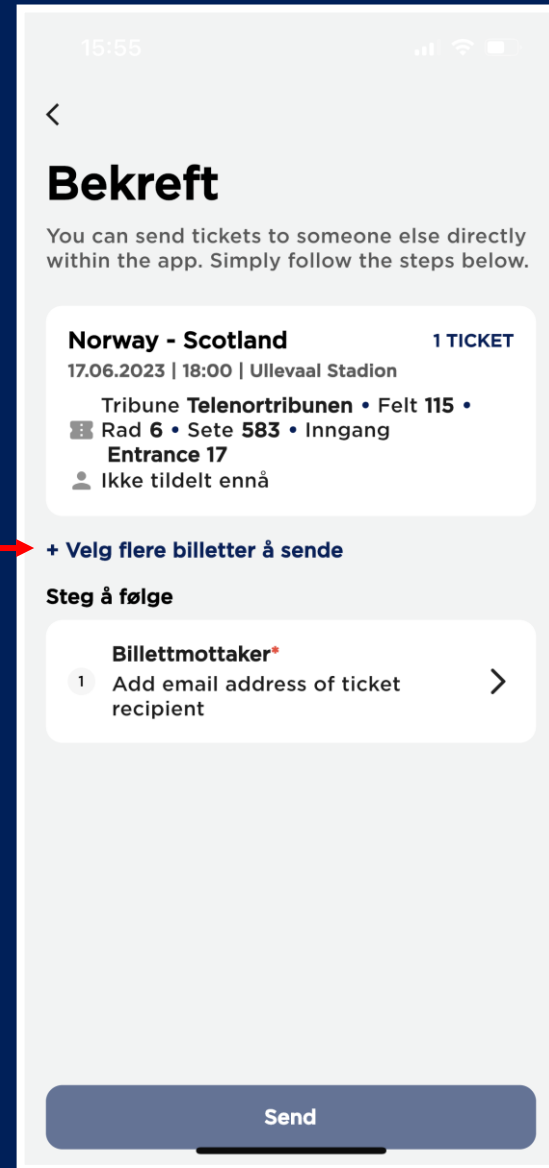 15:55
Bekreft
You can send tickets to someone else directly
within the app. Simply follow the steps below.
Norway - Scotland 1 TICKET
17.06.2023 | 18:00 | Ullevaal Stadion
Tribune Telenortribunen • Felt 115 •
Rad 6 • Sete 583 • Inngang
Entrance 17
Ikke tildelt ennå
+ Velg flere billetter å sende
Steg å følge
Billettmottaker*
1 Add email address of ticket
recipient
Send